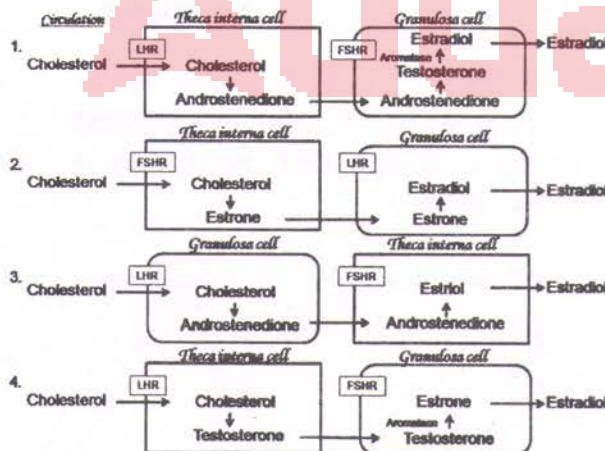 Circulation
Theca interna cell Granulosa cell
1. LHR FSHR Estradiol Estradiol
Cholesterol Cholesterol Aromatase Testosterone
Androstenedione Androstenedione
Theca interna cell Granulosa cell
2. FSHR LHR
Cholesterol Cholesterol Estradiol Estradiol
Estrone Estrone
Granulosa cell Theca interna cell
3. LHR FSHR
Cholesterol Cholesterol Estriol Estradiol
Androstenedione Androstenedione
Theca interna cell Granulosa cell
4. LHR FSHR
Cholesterol Cholesterol Estrone Estradiol
Aromatase
Testosterone Testosterone